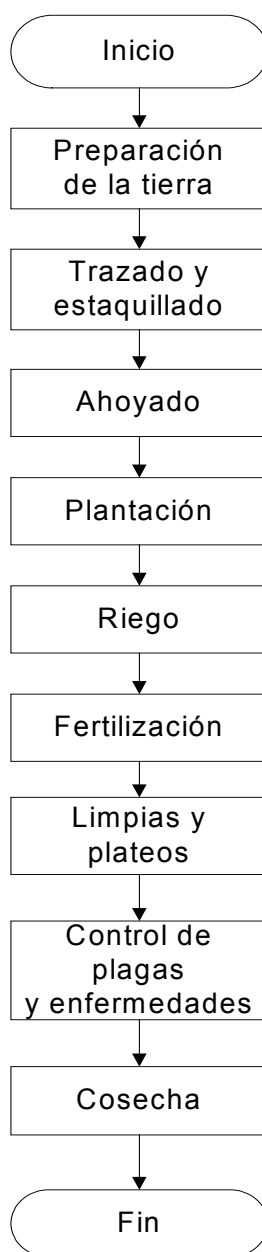 Inicio
Preparación
de la tierra
Trazado y
estaquillado
Ahoyado
Plantación
Riego
Fertilización
Limpias y
plateos
Control de
plagas
y enfermedades
Cosecha
Fin